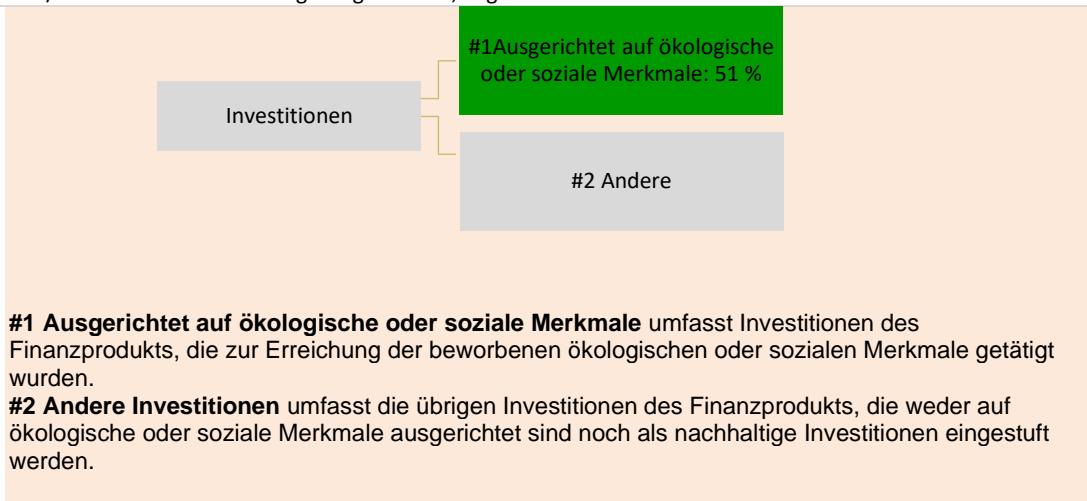 #1Ausgerichtet auf ökologische
oder soziale Merkmale: 51 %
Investitionen
#2 Andere
#1 Ausgerichtet auf ökologische oder soziale Merkmale umfasst Investitionen des
Finanzprodukts, die zur Erreichung der beworbenen ökologischen oder sozialen Merkmale getätigt
wurden.
#2 Andere Investitionen umfasst die übrigen Investitionen des Finanzprodukts, die weder auf
ökologische oder soziale Merkmale ausgerichtet sind noch als nachhaltige Investitionen eingestuft
werden.